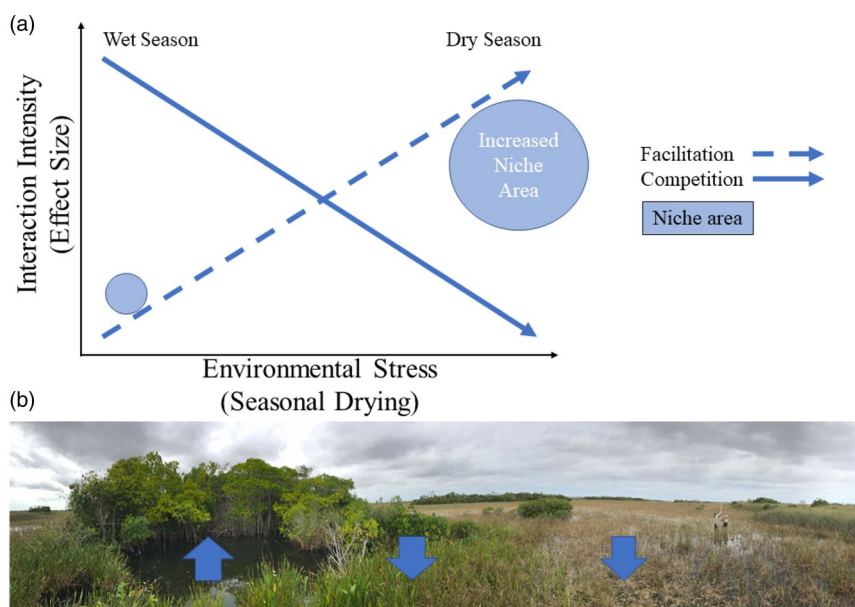 (a)
Wet Season
Dry Season
Interaction Intensity
(Effect Size)
Increased
Niche
Area
Facilitation
Competition
Niche area
Environmental Stress
(Seasonal Drying)
(b)